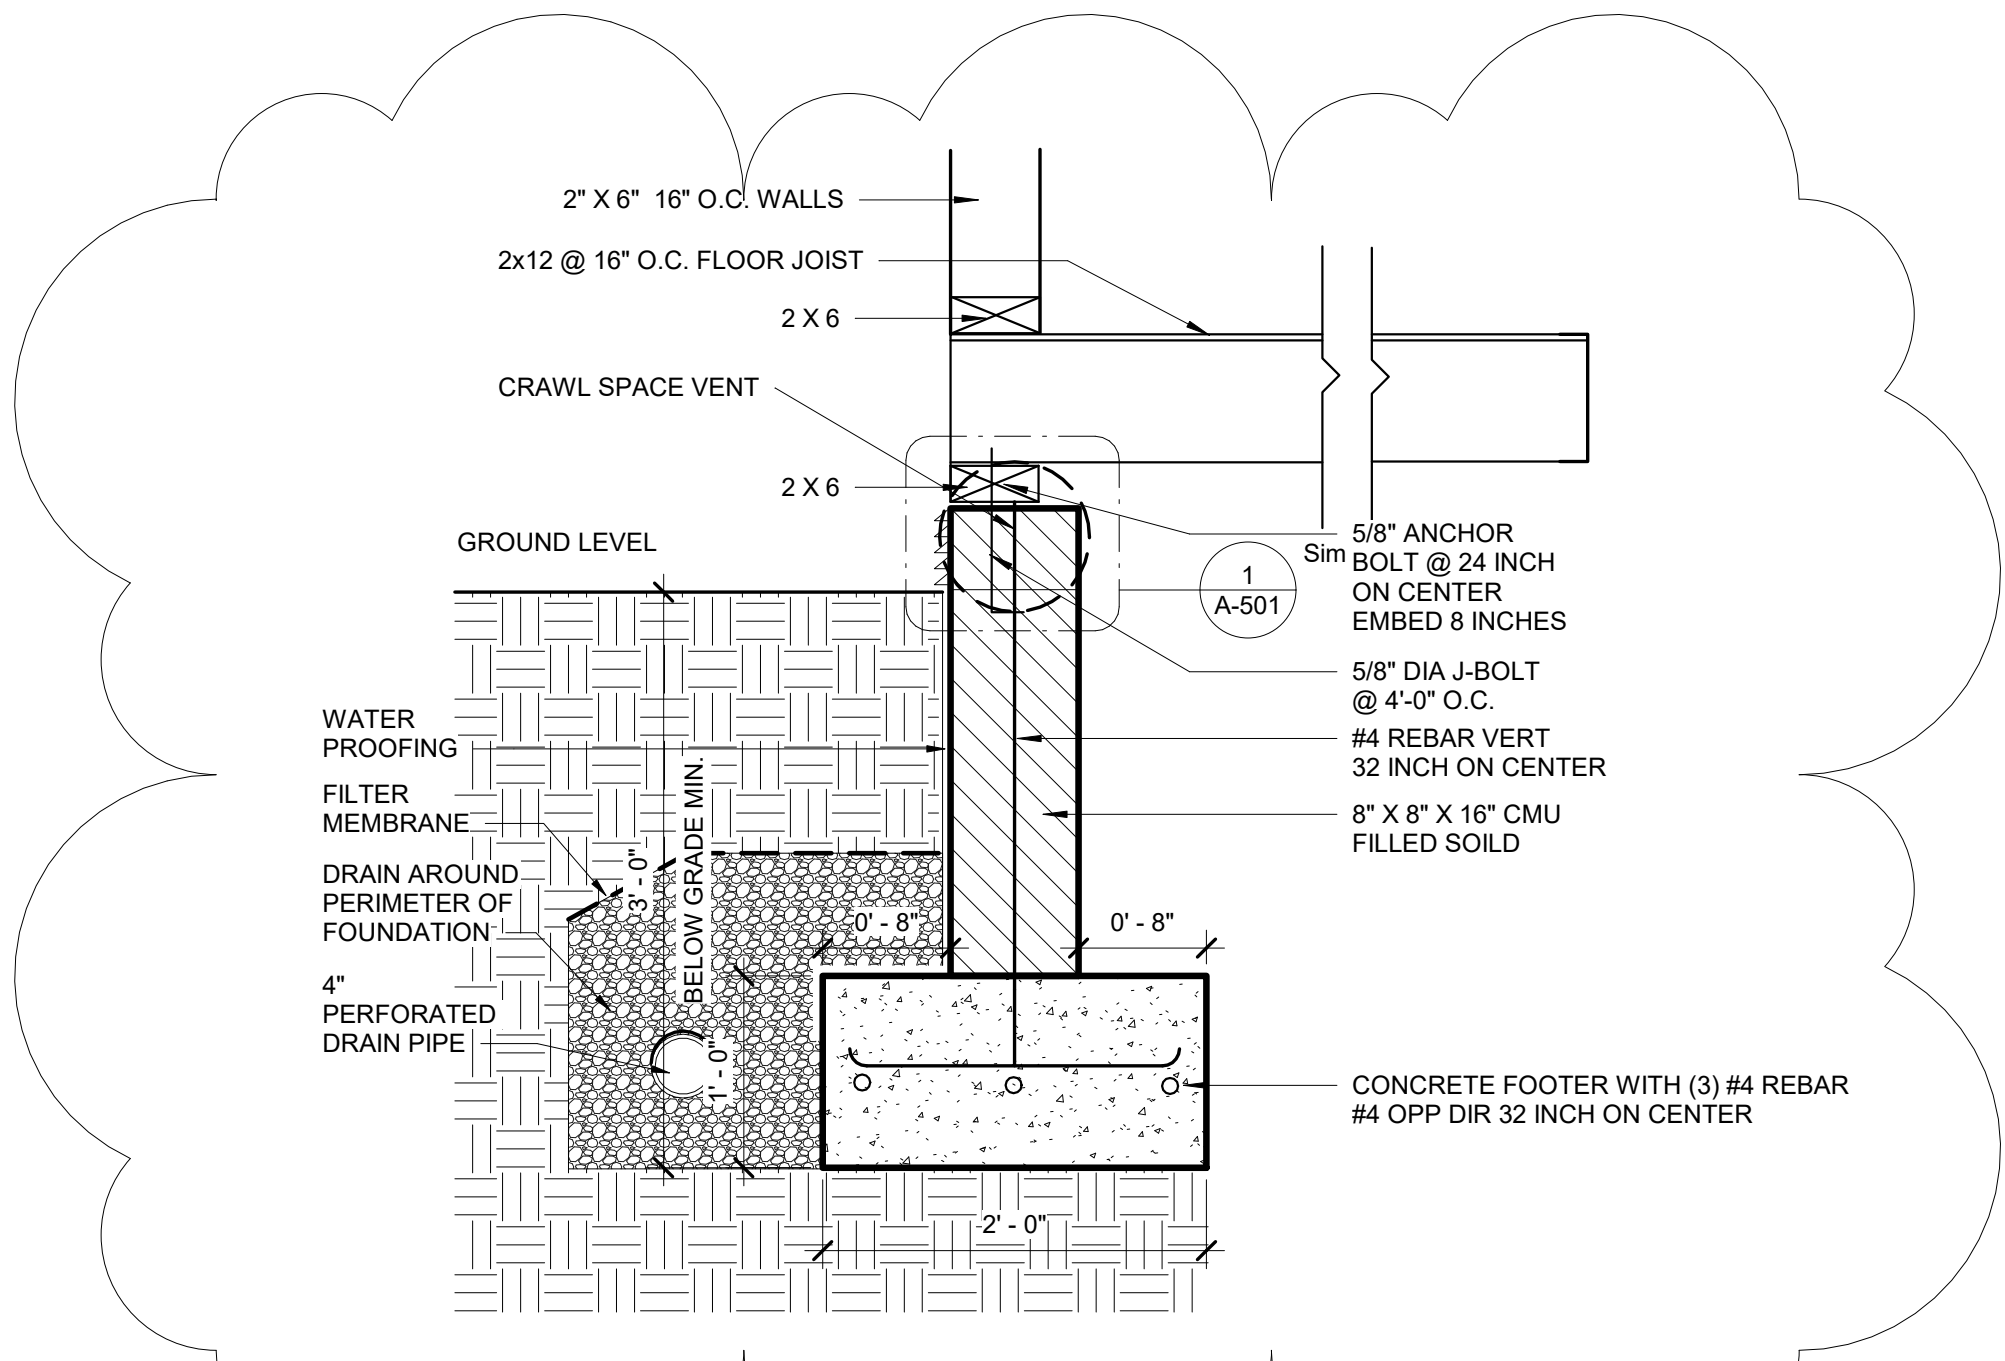 2" X 6"  16" O.C. WALLS
2x12 @ 16" O.C. FLOOR JOIST
2 X 6
CRAWL SPACE VENT
2 X 6
GROUND LEVEL
WATER
PROOFING
FILTER
MEMBRANE
DRAIN AROUND
PERIMETER OF
FOUNDATION
4"
PERFORATED
DRAIN PIPE
3' - 0"
BELOW GRADE MIN.
1' - 0"
0' - 8"
0' - 8"
2' - 0"
1
A-501
Sim
5/8" ANCHOR
BOLT @ 24 INCH
ON CENTER
EMBED 8 INCHES
5/8" DIA J-BOLT
@ 4'-0" O.C.
#4 REBAR VERT
32 INCH ON CENTER
8" X 8" X 16" CMU
FILLED SOILD
CONCRETE FOOTER WITH (3) #4 REBAR
#4 OPP DIR 32 INCH ON CENTER